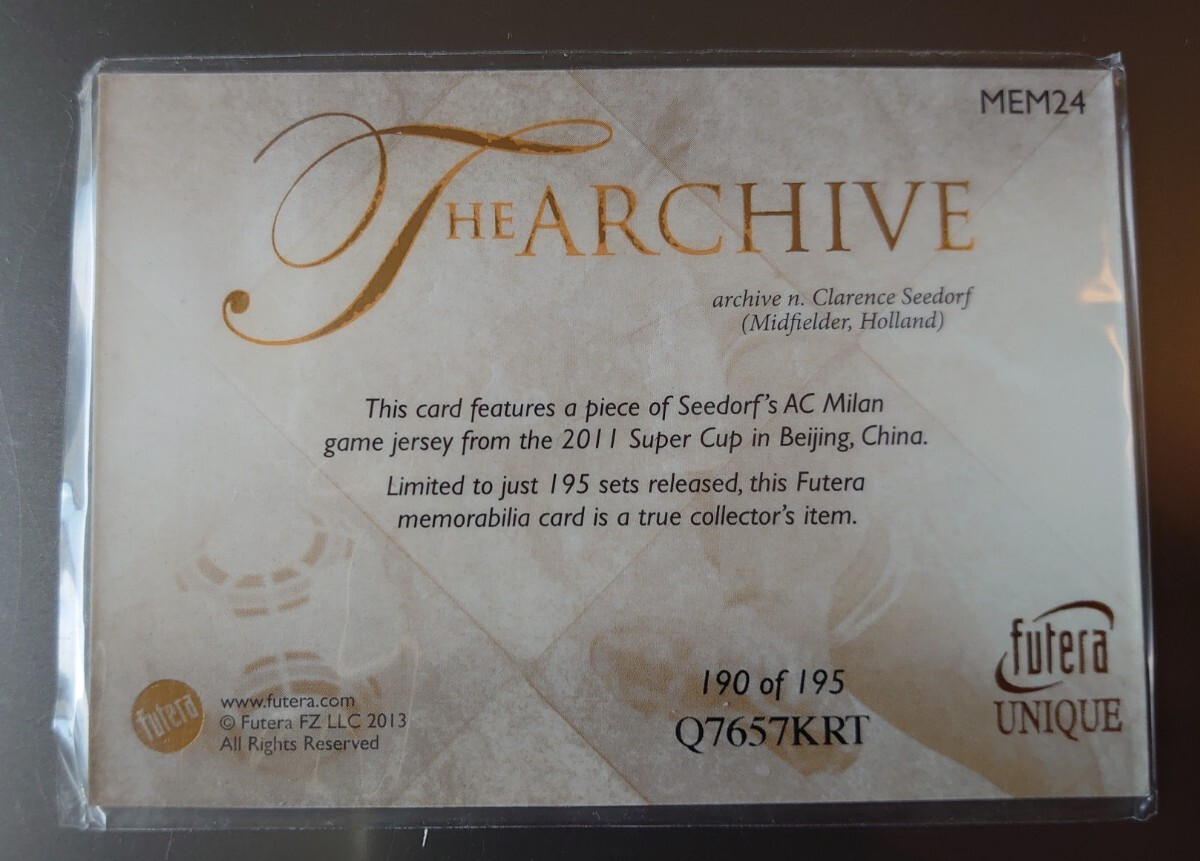 MEM24
THE ARCHIVE
archive n. Clarence Seedorf
(Midfielder, Holland)
This card features a piece of Seedorf's AC Milan
game jersey from the 2011 Super Cup in Beijing, China.
Limited to just 195 sets released, this Futera
memorabilia card is a true collector's item.
futera
www.futera.com
© Futera FZ LLC 2013
All Rights Reserved
190 of 195
Q7657KRT
futera
UNIQUE